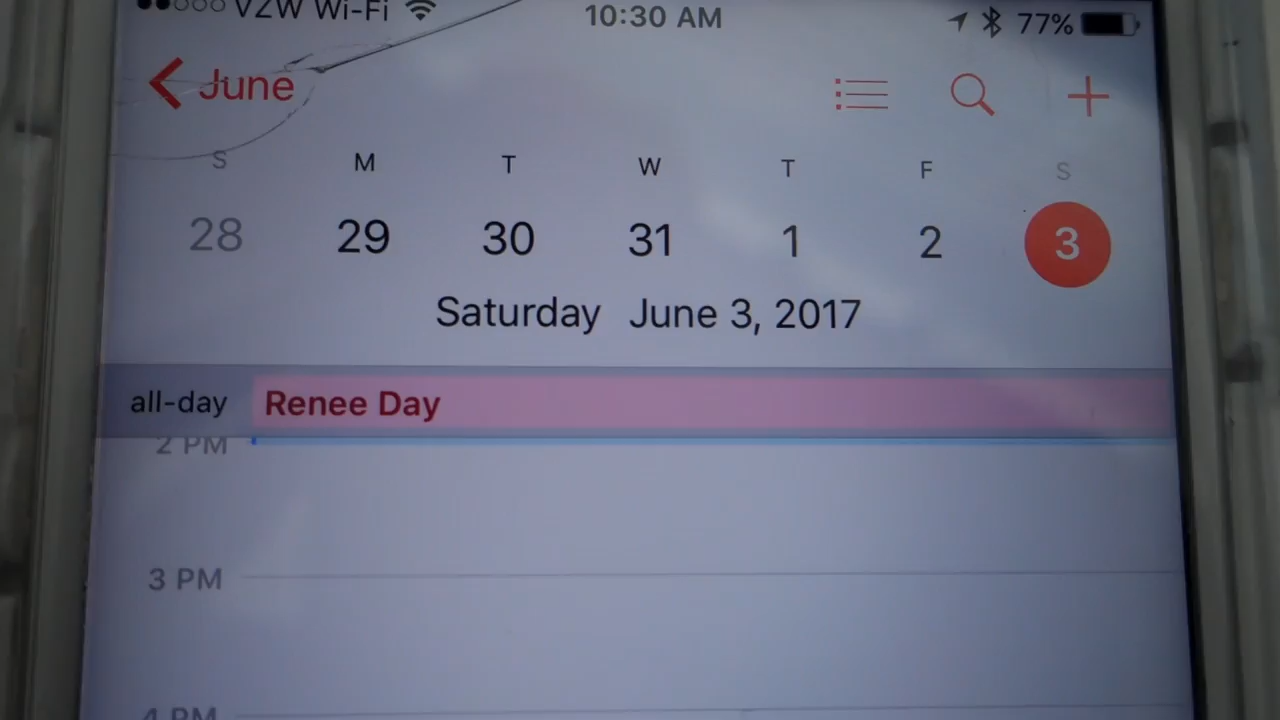 VZW Wi-Fi 10:30 AM 77%
June
S M T W T F S
28 29 30 31 1 2 3
Saturday June 3, 2017
all-day Renee Day
2 PM
3 PM
4 PM